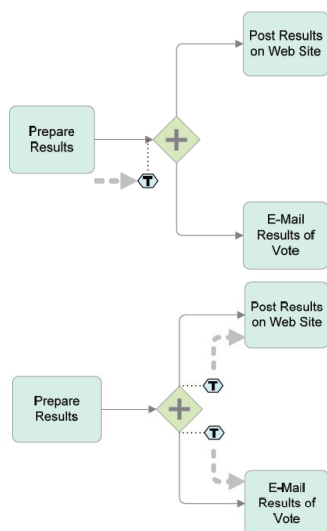 Post Results
on Web Site
Prepare
Results
T
E-Mail
Results of
Vote
Post Results
on Web Site
T
Prepare
Results
T
E-Mail
Results of
Vote